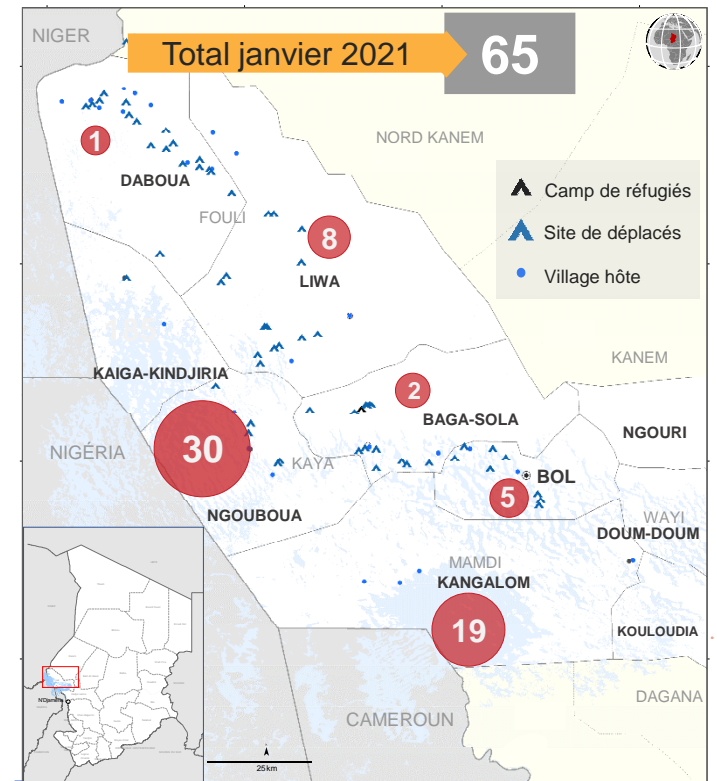 NIGER
Total janvier 2021
65
NORD KANEM
1
DABOUA
Camp de réfugiés
FOULI
Site de déplacés
8
LIWA
Village hôte
KAIGA-KINDJIRIA
KANEM
2
BAGA-SOLA
30
NGOURI
NIGÉRIA
KAYA
BOL
5
NGOUBOUA
WAYI
DOUM-DOUM
MAMDI
KANGALOM
19
KOULOUDIA
DAGANA
CAMEROUN
25km